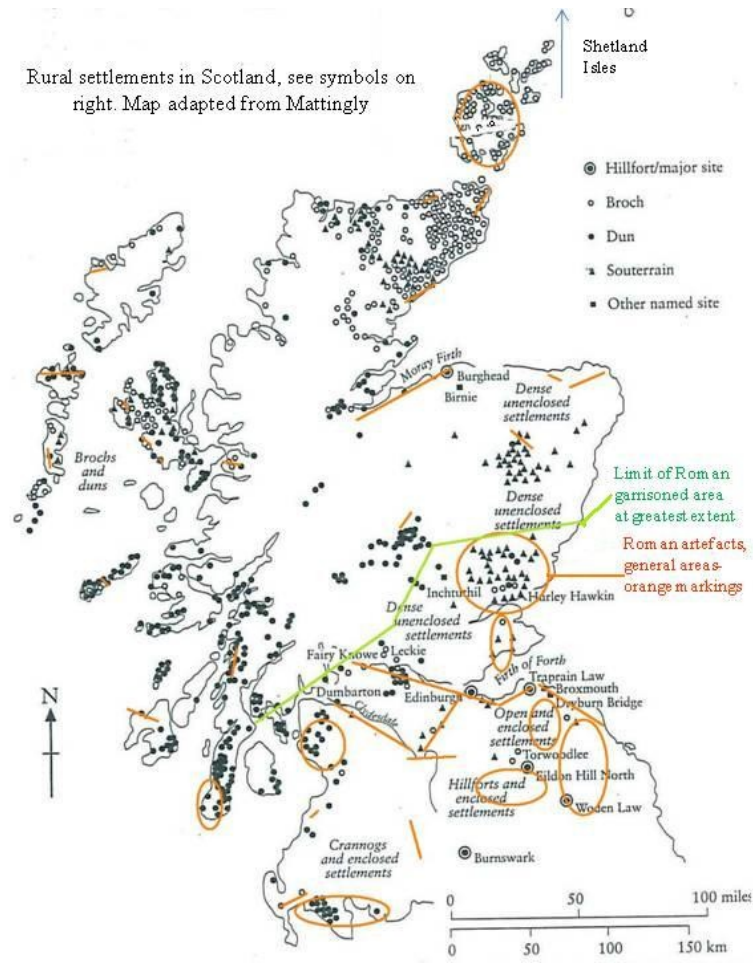 Rural settlements in Scotland, see symbols on
right. Map adapted from Mattingly
Shetland
Isles
Hillfort/major site
Broch
Dun
Souterrain
Other named site
Moray Firth
Burghead
Birnie
Dense
unenclosed
settlements
Brochs
and
duns
Dense
unenclosed
settlements
Limit of Roman
garrisoned area
at greatest extent
Roman artefacts,
general areas-
orange markings
Inchtuthil
Hurley Hawkin
Dense
unenclosed
settlements
Fairy Knowe
Leckie
Firth of Forth
Dumbarton
Edinburgh
Clydesdale
Traprain Law
Broxmouth
Dryburn Bridge
Open and
enclosed
settlements
Torwoodlee
Eildon Hill North
Hillforts and
enclosed
settlements
Woden Law
N
Crannogs
and enclosed
settlements
Burnswark
0 50 100 miles
0 50 100 150 km